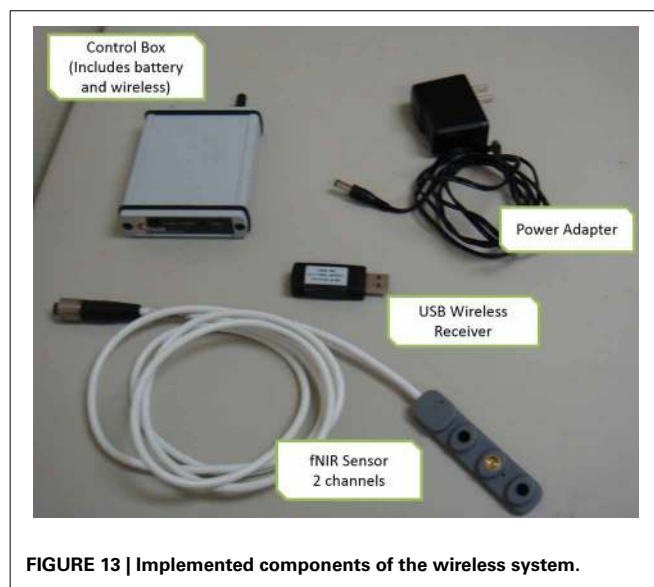 Control Box
(Includes battery
and wireless)
Power Adapter
USB Wireless
Receiver
fNIR Sensor
2 channels
FIGURE 13 | Implemented components of the wireless system.